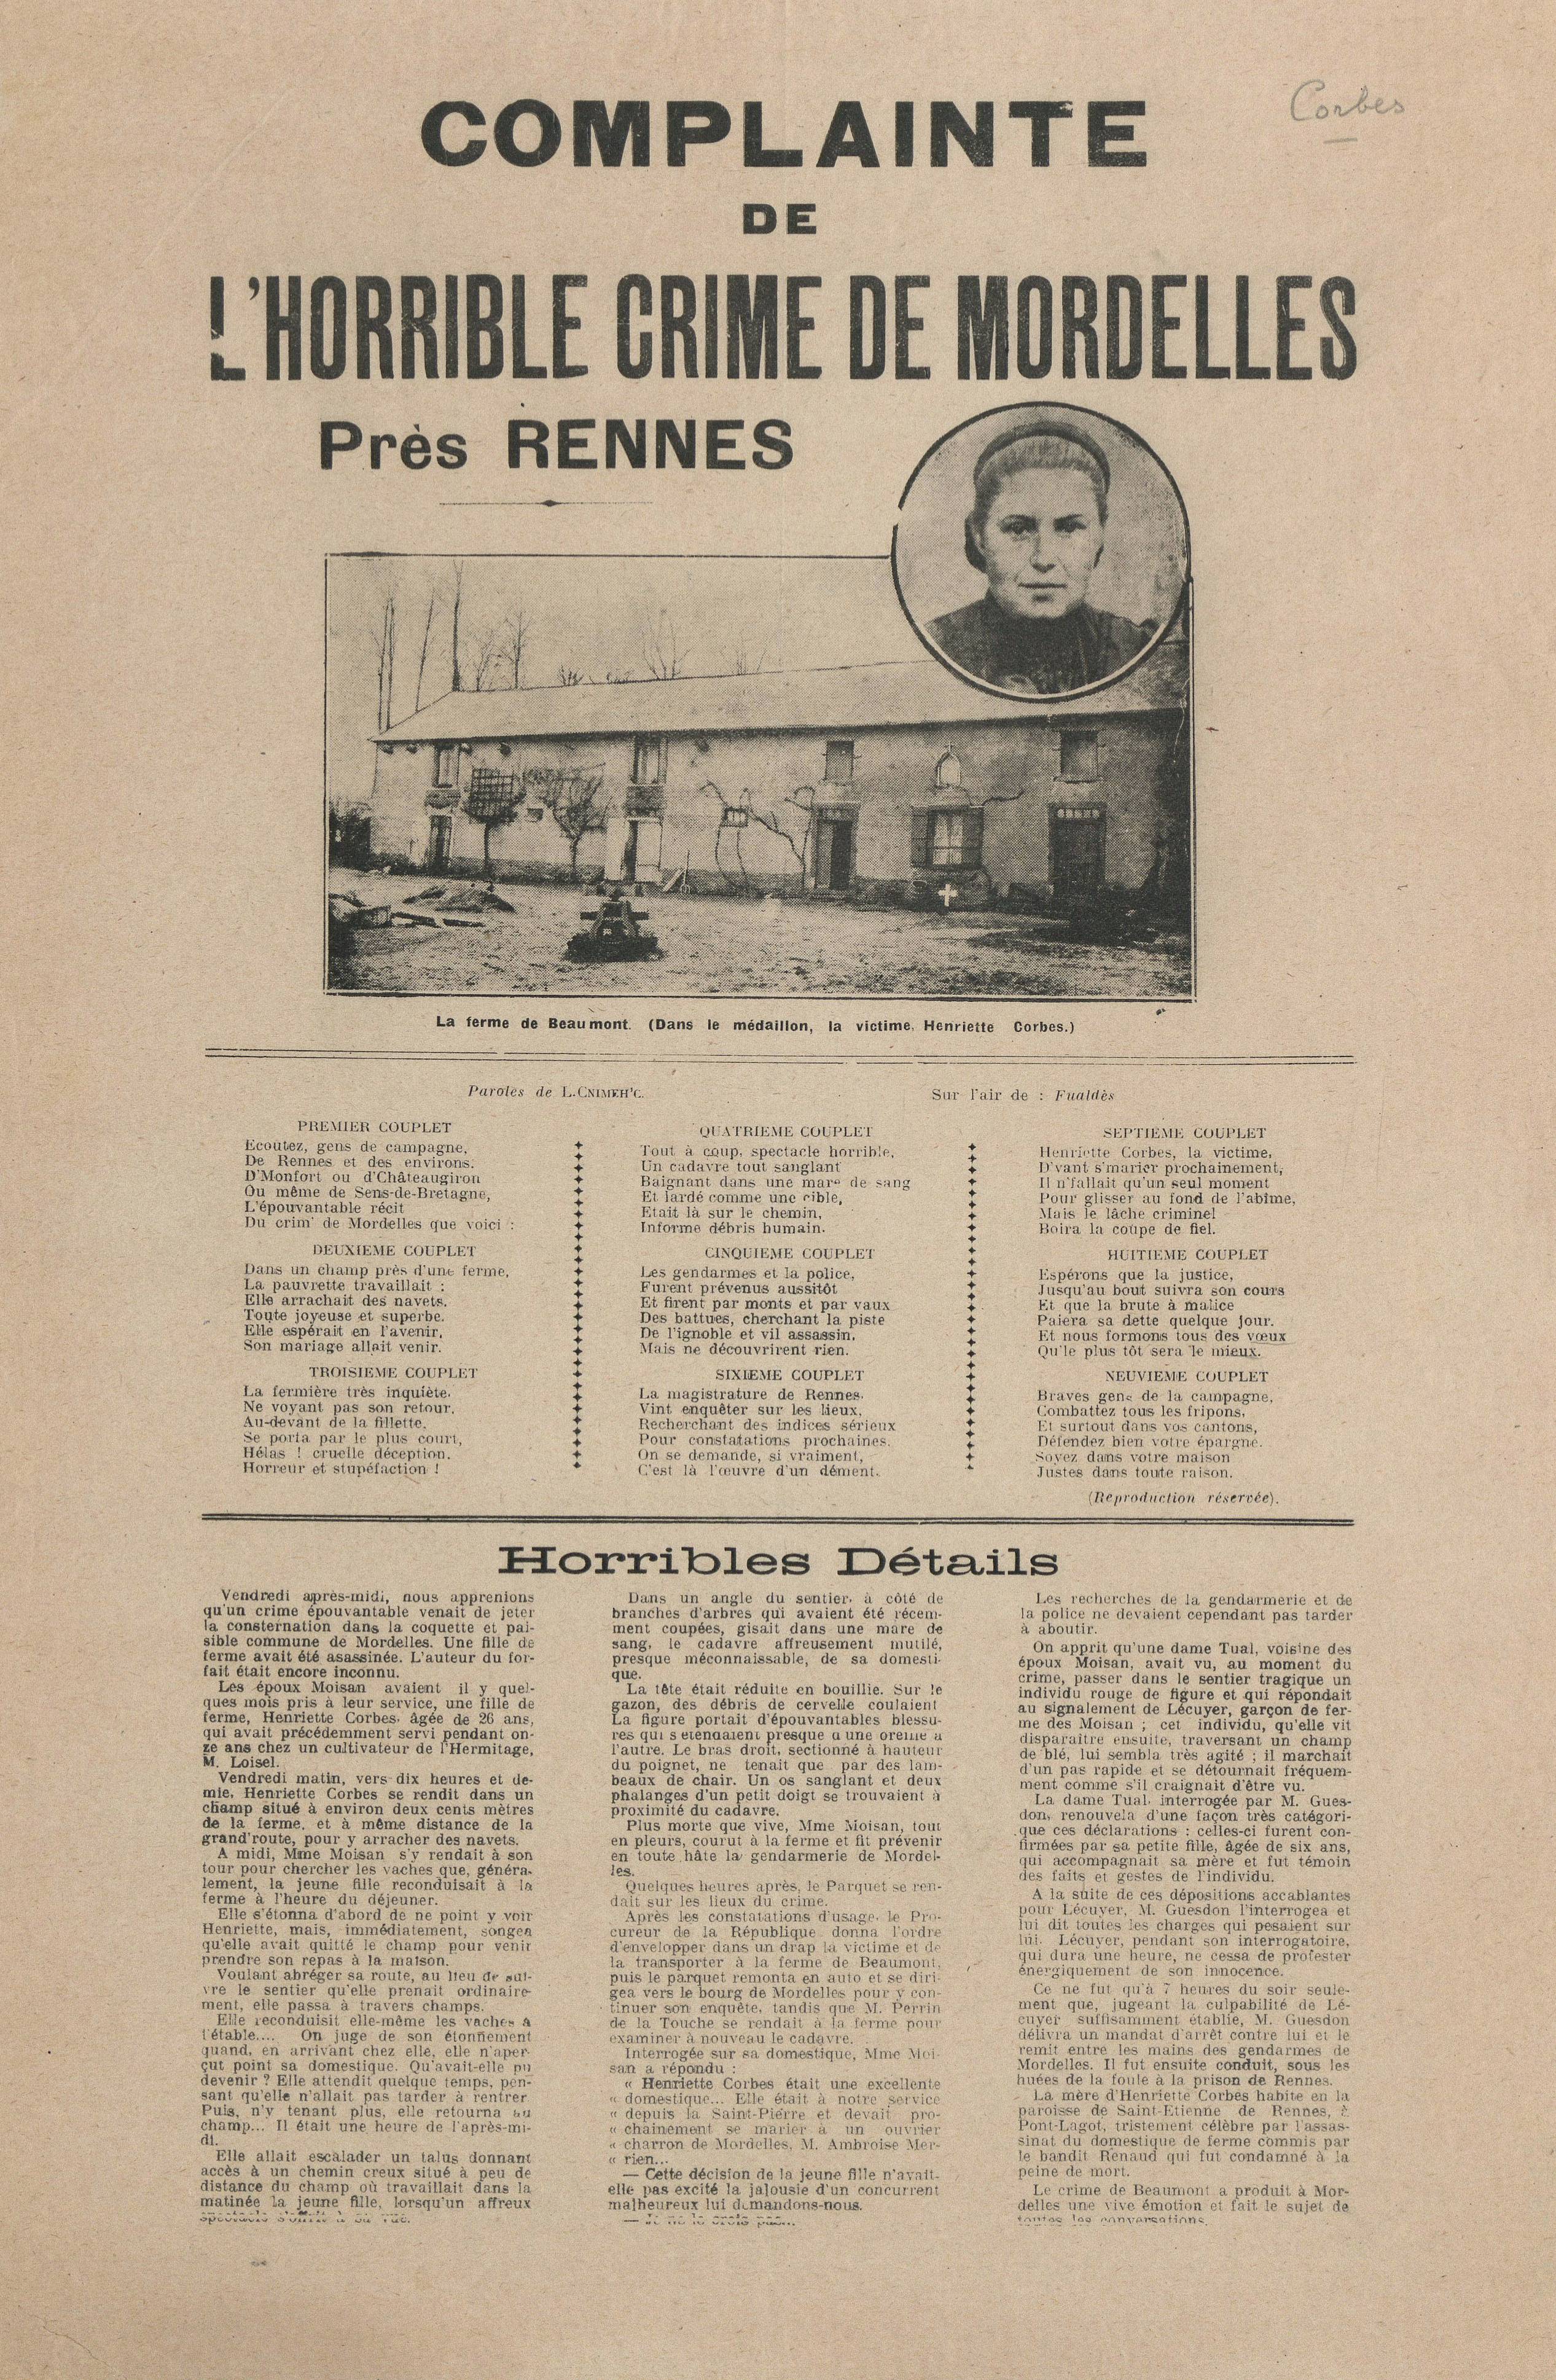 COMPLAINTE
Corbes
DE
L'HORRIBLE CRIME DE MORDELLES
Près RENNES
La ferme de Beaumont. (Dans le médaillon, la victime, Henriette Corbes.)
Paroles de L. CNIMEH'C.
Sur l'air de : Fualdès
PREMIER COUPLET
Ecoutez, gens de campagne,
De Rennes et des environs.
D'Monfort ou d'Châteaugiron
Ou même de Sens-de-Bretagne,
L'épouvantable récit
Du crim' de Mordelles que voici :
DEUXIEME COUPLET
Dans un champ près d'une ferme,
La pauvrette travaillait :
Elle arrachait des navets,
Toute joyeuse et superbe.
Elle espérait en l'avenir,
Son mariage allait venir.
TROISIEME COUPLET
La fermière très inquiète,
Ne voyant pas son retour,
Au-devant de la fillette,
Se porta par le plus court,
Hélas ! cruelle déception.
Horreur et stupéfaction !
QUATRIEME COUPLET
Tout à coup, spectacle horrible,
Un cadavre tout sanglant
Baignant dans une mare de sang
Et lardé comme une cible,
Etait là sur le chemin,
Informe débris humain.
CINQUIEME COUPLET
Les gendarmes et la police,
Furent prévenus aussitôt
Et firent par monts et par vaux
Des battues, cherchant la piste
De l'ignoble et vil assassin,
Mais ne découvrirent rien.
SIXIEME COUPLET
La magistrature de Rennes,
Vint enquêter sur les lieux,
Recherchant des indices sérieux
Pour constatations prochaines.
On se demande, si vraiment,
C'est là l'œuvre d'un dément.
SEPTIEME COUPLET
Henriette Corbes, la victime,
D'vant s'marier prochainement,
Il n'fallait qu'un seul moment
Pour glisser au fond de l'abîme,
Mais le lâche criminel
Boira la coupe de fiel.
HUITIEME COUPLET
Espérons que la justice,
Jusqu'au bout suivra son cours
Et que la brute à malice
Paiera sa dette quelque jour.
Et nous formons tous des vœux
Qu'le plus tôt sera le mieux.
NEUVIEME COUPLET
Braves gens de la campagne,
Combattez tous les fripons,
Et surtout dans vos cantons,
Défendez bien votre épargne.
Soyez dans votre maison
Justes dans toute raison.
(Reproduction réservée).
Horribles Détails
Vendredi après-midi, nous apprenions
qu'un crime épouvantable venait de jeter
la consternation dans la coquette et pai-
sible commune de Mordelles. Une fille de
ferme avait été asassinée. L'auteur du for-
fait était encore inconnu.
Les époux Moisan avaient il y quel-
ques mois pris à leur service, une fille de
ferme, Henriette Corbes, âgée de 26 ans,
qui avait précédemment servi pendant on-
ze ans chez un cultivateur de l'Hermitage,
M. Loisel.
Vendredi matin, vers dix heures et de-
mie, Henriette Corbes se rendit dans un
champ situé à environ deux cents mètres
de la ferme, et à même distance de la
grand'route, pour y arracher des navets.
A midi, Mme Moisan s'y rendait à son
tour pour chercher les vaches que, généra-
lement, la jeune fille reconduisait à la
ferme à l'heure du déjeuner.
Elle s'étonna d'abord de ne point y voir
Henriette, mais, immédiatement, songea
qu'elle avait quitté le champ pour venir
prendre son repas à la maison.
Voulant abréger sa route, au lieu de sui-
vre le sentier qu'elle prenait ordinaire-
ment, elle passa à travers champs.
Elle reconduisit elle-même les vaches à
l'étable.... On juge de son étonnement
quand, en arrivant chez elle, elle n'aper-
çut point sa domestique. Qu'avait-elle pu
devenir ? Elle attendit quelque temps, pen-
sant qu'elle n'allait pas tarder à rentrer
Puis, n'y tenant plus, elle retourna au
champ... Il était une heure de l'après-mi-
di.
Elle allait escalader un talus donnant
accès à un chemin creux situé à peu de
distance du champ où travaillait dans la
matinée la jeune fille, lorsqu'un affreux
spectacle s'offrit à sa vue.
Dans un angle du sentier, à côté de
branches d'arbres qui avaient été récem-
ment coupées, gisait dans une mare de
sang, le cadavre affreusement mutilé,
presque méconnaissable, de sa domesti-
que.
La tête était réduite en bouillie. Sur le
gazon, des débris de cervelle coulaient
La figure portait d'épouvantables blessu-
res qui s'étendaient presque d'une oreille à
l'autre. Le bras droit, sectionné à hauteur
du poignet, ne tenait que par des lam-
beaux de chair. Un os sanglant et deux
phalanges d'un petit doigt se trouvaient à
proximité du cadavre.
Plus morte que vive, Mme Moisan, tout
en pleurs, courut à la ferme et fit prévenir
en toute hâte la gendarmerie de Mordel-
les.
Quelques heures après, le Parquet se ren-
dait sur les lieux du crime.
Après les constatations d'usage, le Pro-
cureur de la République donna l'ordre
d'envelopper dans un drap la victime et de
la transporter à la ferme de Beaumont,
puis le parquet remonta en auto et se diri-
gea vers le bourg de Mordelles pour y con-
tinuer son enquête, tandis que M. Perrin
de la Touche se rendait à la ferme pour
examiner à nouveau le cadavre.
Interrogée sur sa domestique, Mme Moi-
san a répondu :
« Henriette Corbes était une excellente
« domestique... Elle était à notre service
« depuis la Saint-Pierre et devait pro-
« chainement se marier à un ouvrier
« charron de Mordelles, M. Ambroise Mer-
« rien...
— Cette décision de la jeune fille n'avait-
elle pas excité la jalousie d'un concurrent
malheureux lui demandons-nous.
— Je ne le crois pas...
Les recherches de la gendarmerie et de
la police ne devaient cependant pas tarder
à aboutir.
On apprit qu'une dame Tual, voisine des
époux Moisan, avait vu, au moment du
crime, passer dans le sentier tragique un
individu rouge de figure et qui répondait
au signalement de Lécuyer, garçon de fer-
me des Moisan ; cet individu, qu'elle vit
disparaître ensuite, traversant un champ
de blé, lui sembla très agité ; il marchait
d'un pas rapide et se détournait fréquem-
ment comme s'il craignait d'être vu.
La dame Tual, interrogée par M. Gues-
don, renouvela d'une façon très catégori-
que ces déclarations : celles-ci furent con-
firmées par sa petite fille, âgée de six ans,
qui accompagnait sa mère et fut témoin
des faits et gestes de l'individu.
A la suite de ces dépositions accablantes
pour Lécuyer, M. Guesdon l'interrogea et
lui dit toutes les charges qui pesaient sur
lui. Lécuyer, pendant son interrogatoire,
qui dura une heure, ne cessa de protester
énergiquement de son innocence.
Ce ne fut qu'à 7 heures du soir seule-
ment que, jugeant la culpabilité de Lé-
cuyer suffisamment établie, M. Guesdon
délivra un mandat d'arrêt contre lui et le
remit entre les mains des gendarmes de
Mordelles. Il fut ensuite conduit, sous les
huées de la foule à la prison de Rennes.
La mère d'Henriette Corbes habite en la
paroisse de Saint-Etienne de Rennes, à
Pont-Lagot, tristement célèbre par l'assas-
sinat du domestique de ferme commis par
le bandit Renaud qui fut condamné à la
peine de mort.
Le crime de Beaumont a produit à Mor-
delles une vive émotion et fait le sujet de
toutes les conversations.